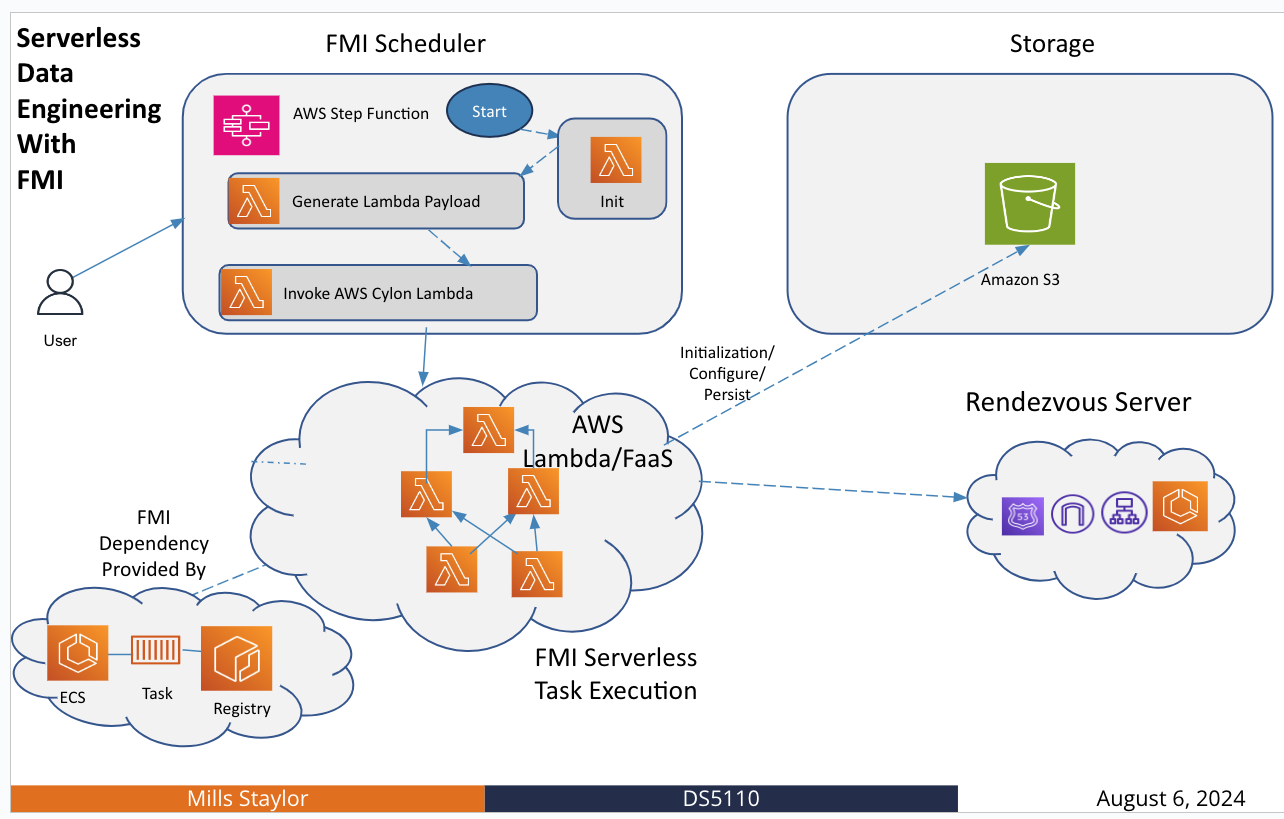 Serverless
Data
Engineering
With
FMI
FMI Scheduler
Storage
AWS Step Function
Start
Init
Generate Lambda Payload
Invoke AWS Cylon Lambda
User
Amazon S3
Initialization/
Configure/
Persist
Rendezvous Server
AWS
Lambda/FaaS
53
FMI
Dependency
Provided By
ECS
Task
Registry
FMI Serverless
Task Execution
Mills Staylor
DS5110
August 6, 2024